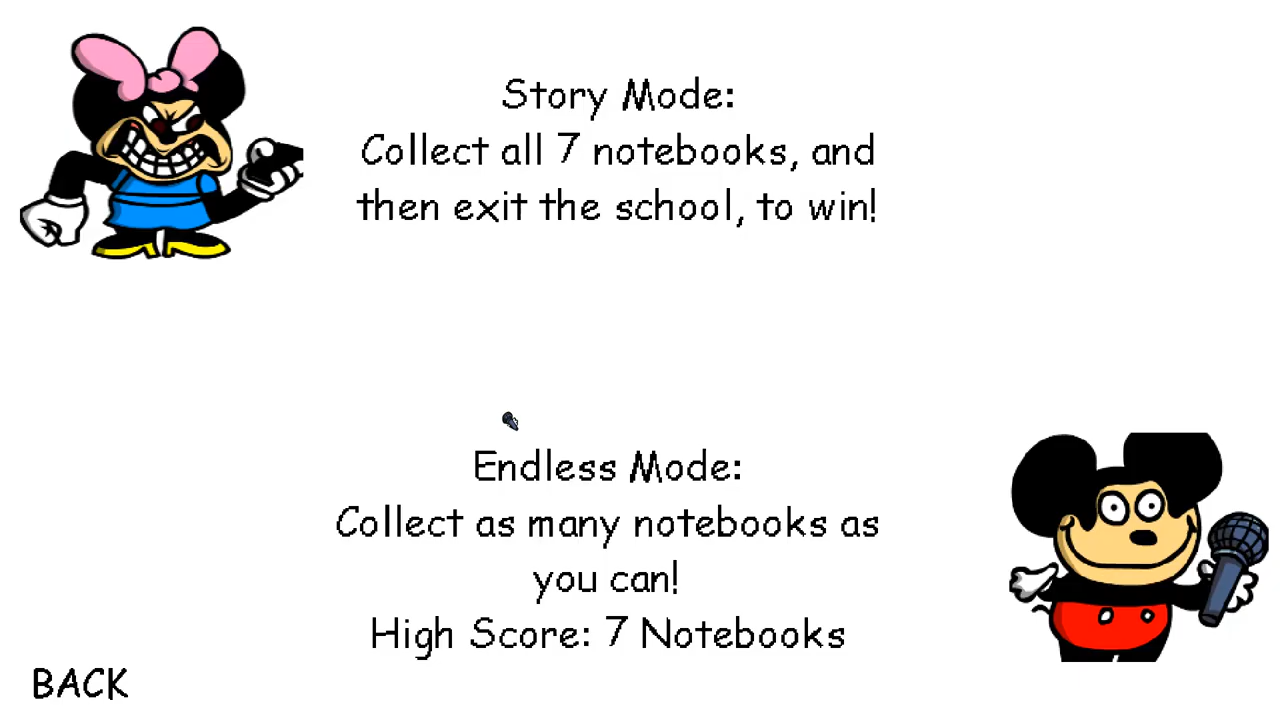 Story Mode:
Collect all 7 notebooks, and
then exit the school, to win!
Endless Mode:
Collect as many notebooks as
you can!
High Score: 7 Notebooks
BACK